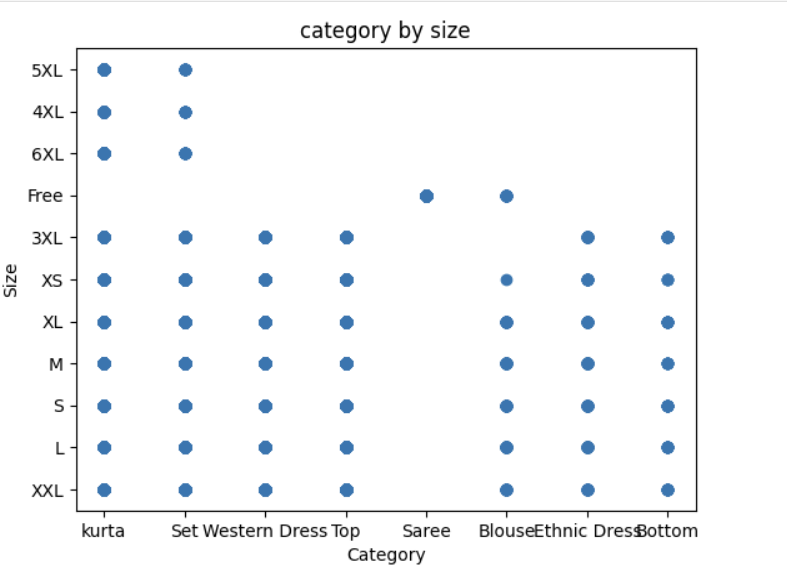 category by size
5XL
4XL
6XL
Free
3XL
XS
XL
M
S
L
XXL
Size
kurta Set Western Dress Top Saree Blouse Ethnic Dress Bottom
Category